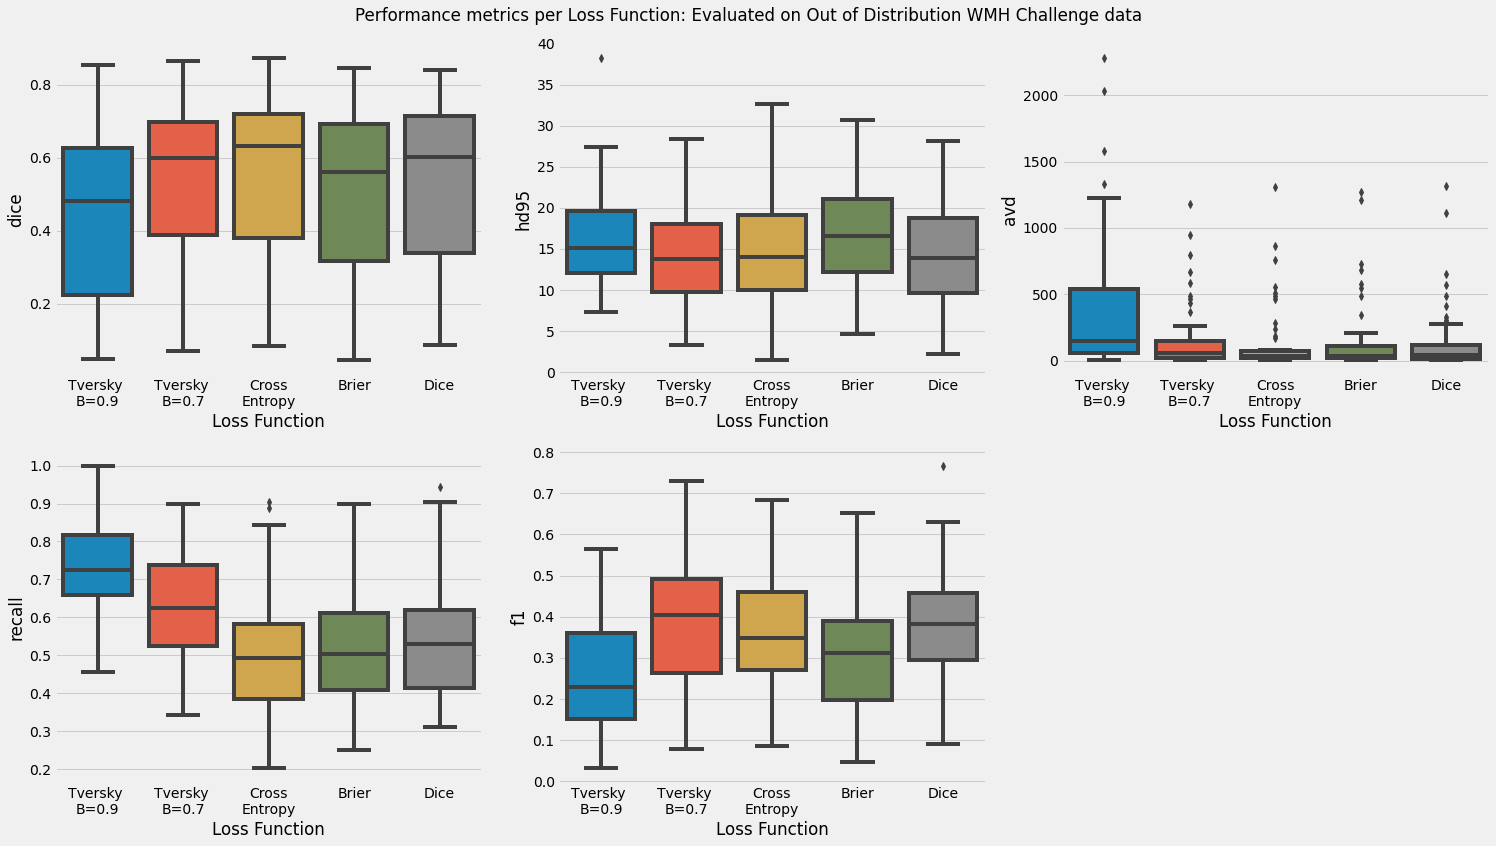 Performance metrics per Loss Function: Evaluated on Out of Distribution WMH Challenge data
dice
0.8
0.6
0.4
0.2
Tversky B=0.9
Tversky B=0.7
Cross Entropy
Brier
Dice
Loss Function
hd95
40
35
30
25
20
15
10
5
0
Tversky B=0.9
Tversky B=0.7
Cross Entropy
Brier
Dice
Loss Function
avd
2000
1500
1000
500
0
Tversky B=0.9
Tversky B=0.7
Cross Entropy
Brier
Dice
Loss Function
recall
1.0
0.9
0.8
0.7
0.6
0.5
0.4
0.3
0.2
Tversky B=0.9
Tversky B=0.7
Cross Entropy
Brier
Dice
Loss Function
f1
0.8
0.7
0.6
0.5
0.4
0.3
0.2
0.1
0.0
Tversky B=0.9
Tversky B=0.7
Cross Entropy
Brier
Dice
Loss Function